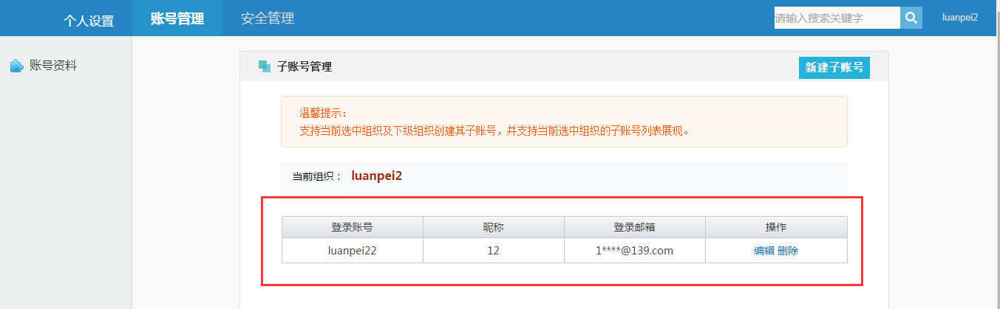 个人设置 账号管理 安全管理 请输入搜索关键字 luanpei2
账号资料
子账号管理 新建子账号
温馨提示：
支持当前选中组织及下级组织创建其子账号，并支持当前选中组织的子账号列表展现。
当前组织： luanpei2
登录账号 昵称 登录邮箱 操作
luanpei22 12 1****@139.com 编辑 删除